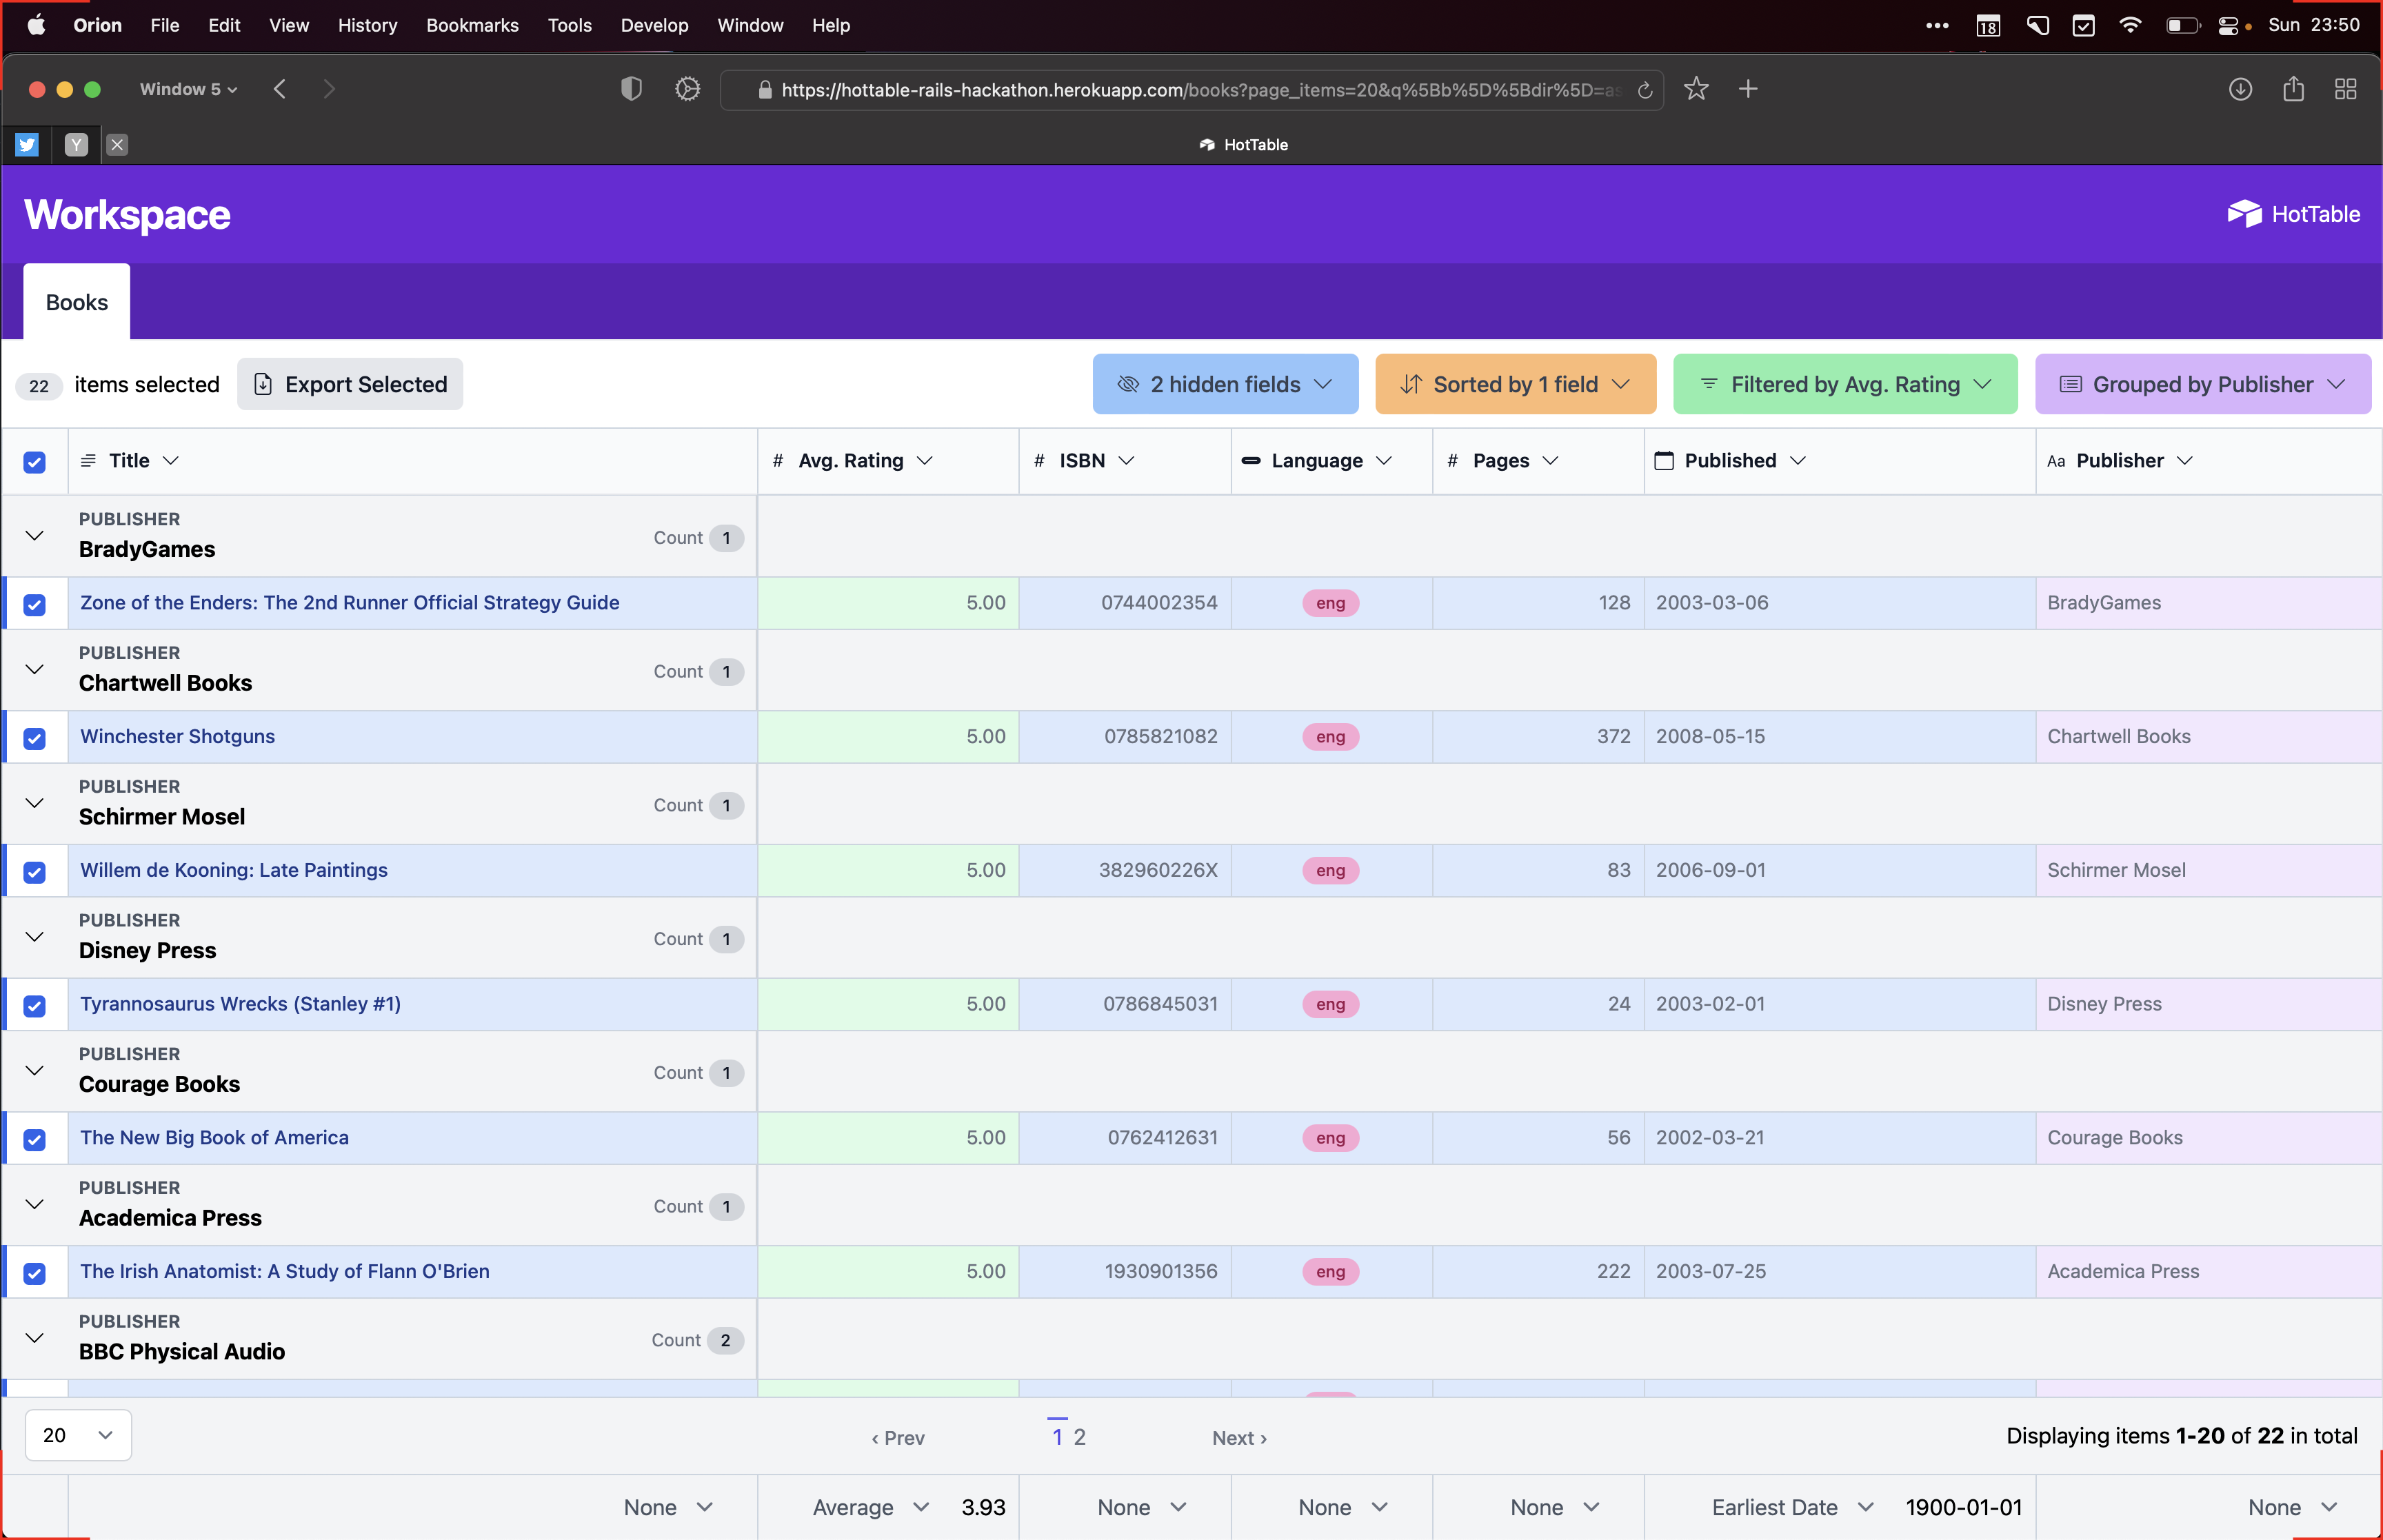 Orion File Edit View History Bookmarks Tools Develop Window Help
18
Sun 23:50
Window 5
https://hottable-rails-hackathon.herokuapp.com/books?page_items=20&q%5Bb%5D%5Bdir%5D=as
Y
HotTable
Workspace
HotTable
Books
22 items selected Export Selected
2 hidden fields Sorted by 1 field Filtered by Avg. Rating Grouped by Publisher
Title # Avg. Rating # ISBN Language # Pages Published Aa Publisher
PUBLISHER
BradyGames Count 1
Zone of the Enders: The 2nd Runner Official Strategy Guide 5.00 0744002354 eng 128 2003-03-06 BradyGames
PUBLISHER
Chartwell Books Count 1
Winchester Shotguns 5.00 0785821082 eng 372 2008-05-15 Chartwell Books
PUBLISHER
Schirmer Mosel Count 1
Willem de Kooning: Late Paintings 5.00 382960226X eng 83 2006-09-01 Schirmer Mosel
PUBLISHER
Disney Press Count 1
Tyrannosaurus Wrecks (Stanley #1) 5.00 0786845031 eng 24 2003-02-01 Disney Press
PUBLISHER
Courage Books Count 1
The New Big Book of America 5.00 0762412631 eng 56 2002-03-21 Courage Books
PUBLISHER
Academica Press Count 1
The Irish Anatomist: A Study of Flann O'Brien 5.00 1930901356 eng 222 2003-07-25 Academica Press
PUBLISHER
BBC Physical Audio Count 2
20 ‹ Prev 1 2 Next › Displaying items 1-20 of 22 in total
None Average 3.93 None None None Earliest Date 1900-01-01 None